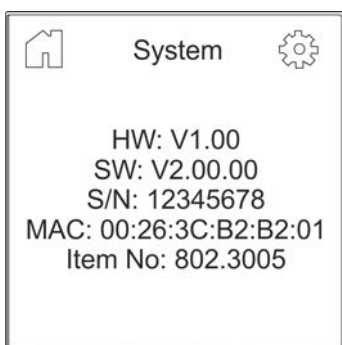 System
HW: V1.00
SW: V2.00.00
S/N: 12345678
MAC: 00:26:3C:B2:B2:01
Item No: 802.3005